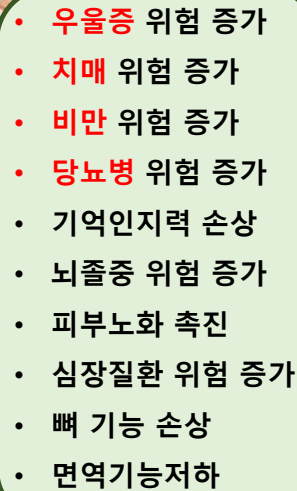 • 우울증 위험 증가
• 치매 위험 증가
• 비만 위험 증가
• 당뇨병 위험 증가
• 기억인지력 손상
• 뇌졸중 위험 증가
• 피부노화 촉진
• 심장질환 위험 증가
• 뼈 기능 손상
• 면역기능저하